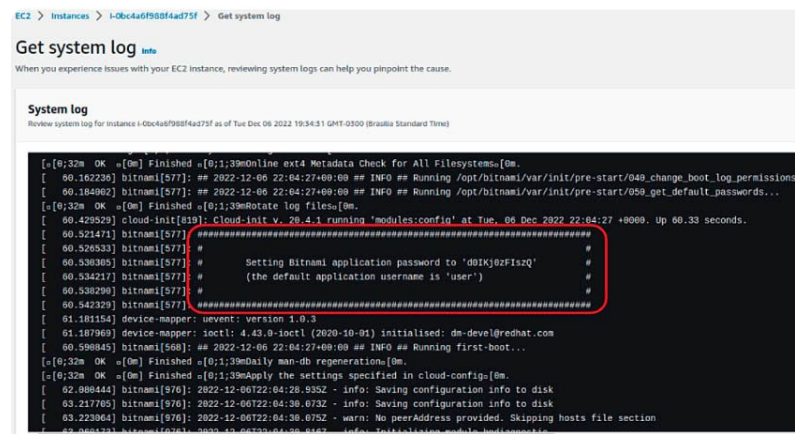 EC2 > Instances > i-0bc4a6f988f4ad75f > Get system log
Get system log Info
When you experience issues with your EC2 instance, reviewing system logs can help you pinpoint the cause.
System log
Review system log for instance i-0bc4a6f988f4ad75f as of Tue Dec 06 2022 19:34:31 GMT-0300 (Brasilia Standard Time)
[▫[0;32m OK ▫[0m] Finished ▫[0;1;39mOnline ext4 Metadata Check for All Filesystems▫[0m.
[ 60.162236] bitnami[577]: ## 2022-12-06 22:04:27+00:00 ## INFO ## Running /opt/bitnami/var/init/pre-start/040_change_boot_log_permissions
[ 60.184002] bitnami[577]: ## 2022-12-06 22:04:27+00:00 ## INFO ## Running /opt/bitnami/var/init/pre-start/050_get_default_passwords...
[▫[0;32m OK ▫[0m] Finished ▫[0;1;39mRotate log files▫[0m.
[ 60.429529] cloud-init[819]: Cloud-init v. 20.4.1 running 'modules:config' at Tue, 06 Dec 2022 22:04:27 +0000. Up 60.33 seconds.
[ 60.521471] bitnami[577]: #########################################################################
[ 60.526533] bitnami[577]: # #
[ 60.530305] bitnami[577]: # Setting Bitnami application password to 'd0IKj0zFIszQ' #
[ 60.534217] bitnami[577]: # (the default application username is 'user') #
[ 60.538290] bitnami[577]: # #
[ 60.542329] bitnami[577]: #########################################################################
[ 61.181154] device-mapper: uevent: version 1.0.3
[ 61.187969] device-mapper: ioctl: 4.43.0-ioctl (2020-10-01) initialised: dm-devel@redhat.com
[ 60.590845] bitnami[568]: ## 2022-12-06 22:04:27+00:00 ## INFO ## Running first-boot...
[▫[0;32m OK ▫[0m] Finished ▫[0;1;39mDaily man-db regeneration▫[0m.
[▫[0;32m OK ▫[0m] Finished ▫[0;1;39mApply the settings specified in cloud-config▫[0m.
[ 62.080444] bitnami[976]: 2022-12-06T22:04:28.935Z - info: Saving configuration info to disk
[ 63.217705] bitnami[976]: 2022-12-06T22:04:30.073Z - info: Saving configuration info to disk
[ 63.223064] bitnami[976]: 2022-12-06T22:04:30.075Z - warn: No peerAddress provided. Skipping hosts file section